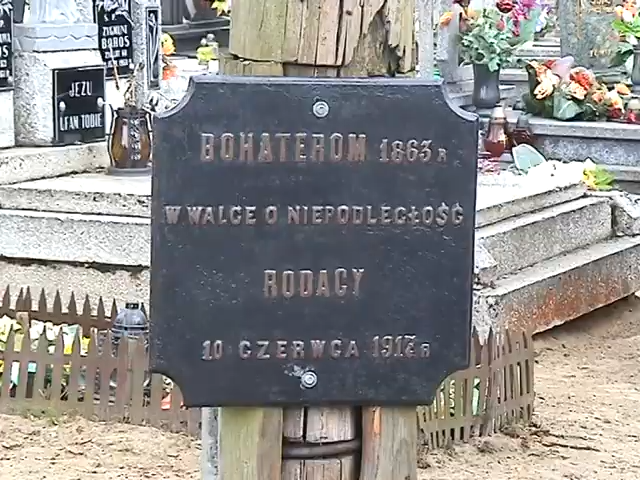 JEZU
UFAM TOBIE
BOHATEROM 1863 R
W WALCE O NIEPODLEGŁOŚĆ
RODACY
10 CZERWCA 1917 R